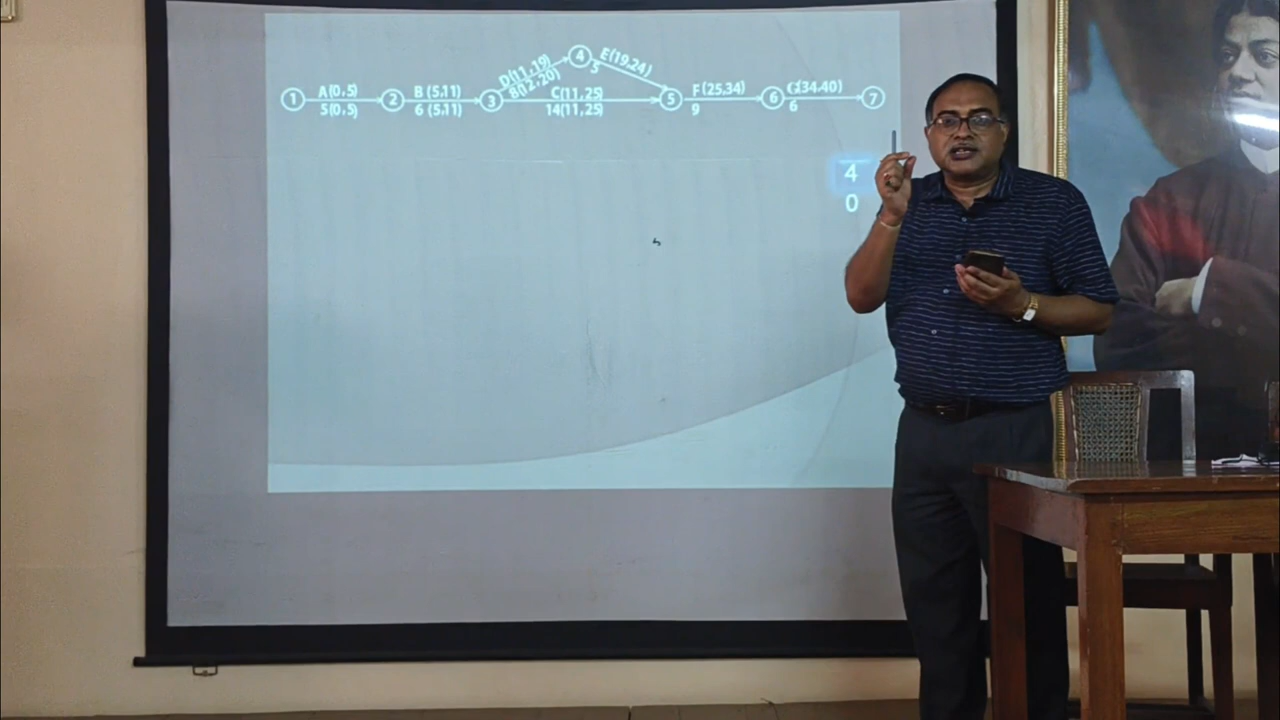 4
E(19,24)
5
D(11,19)
8(12,20)
1
A(0,5)
5(0,5)
2
B (5,11)
6 (5,11)
3
C(11,25)
14(11,25)
5
F(25,34)
9
6
G(34,40)
6
7
4
0